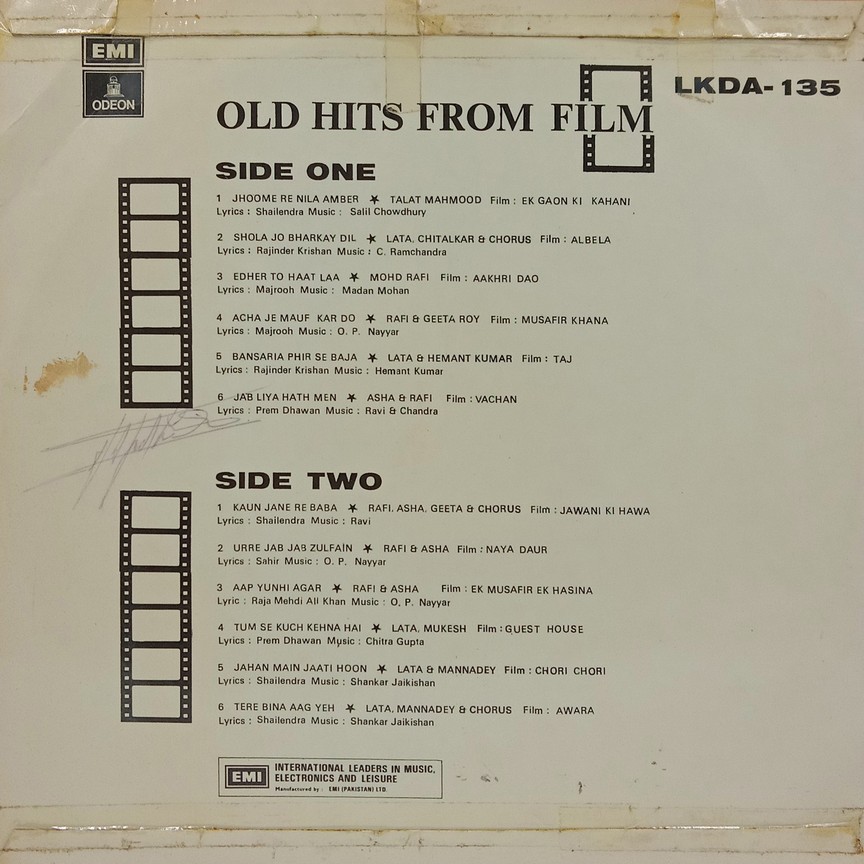 EMI
ODEON
LKDA-135
OLD HITS FROM FILM
SIDE ONE
1 JHOOME RE NILA AMBER ★ TALAT MAHMOOD Film : EK GAON KI KAHANI
Lyrics : Shailendra Music : Salil Chowdhury
2 SHOLA JO BHARKAY DIL ★ LATA, CHITALKAR & CHORUS Film : ALBELA
Lyrics : Rajinder Krishan Music : C. Ramchandra
3 EDHER TO HAAT LAA ★ MOHD RAFI Film : AAKHRI DAO
Lyrics : Majrooh Music : Madan Mohan
4 ACHA JE MAUF KAR DO ★ RAFI & GEETA ROY Film : MUSAFIR KHANA
Lyrics : Majrooh Music : O. P. Nayyar
5 BANSARIA PHIR SE BAJA ★ LATA & HEMANT KUMAR Film : TAJ
Lyrics : Rajinder Krishan Music : Hemant Kumar
6 JAB LIYA HATH MEN ★ ASHA & RAFI Film : VACHAN
Lyrics : Prem Dhawan Music : Ravi & Chandra
SIDE TWO
1 KAUN JANE RE BABA ★ RAFI, ASHA, GEETA & CHORUS Film : JAWANI KI HAWA
Lyrics : Shailendra Music : Ravi
2 URRE JAB JAB ZULFAIN ★ RAFI & ASHA Film : NAYA DAUR
Lyrics : Sahir Music : O. P. Nayyar
3 AAP YUNHI AGAR ★ RAFI & ASHA Film : EK MUSAFIR EK HASINA
Lyric : Raja Mehdi Ali Khan Music : O, P. Nayyar
4 TUM SE KUCH KEHNA HAI ★ LATA, MUKESH Film : GUEST HOUSE
Lyrics : Prem Dhawan Music : Chitra Gupta
5 JAHAN MAIN JAATI HOON ★ LATA & MANNADEY Film : CHORI CHORI
Lyrics : Shailendra Music : Shankar Jaikishan
6 TERE BINA AAG YEH ★ LATA, MANNADEY & CHORUS Film : AWARA
Lyrics : Shailendra Music : Shankar Jaikishan
EMI
INTERNATIONAL LEADERS IN MUSIC,
ELECTRONICS AND LEISURE
Manufactured by : EMI (PAKISTAN) LTD.